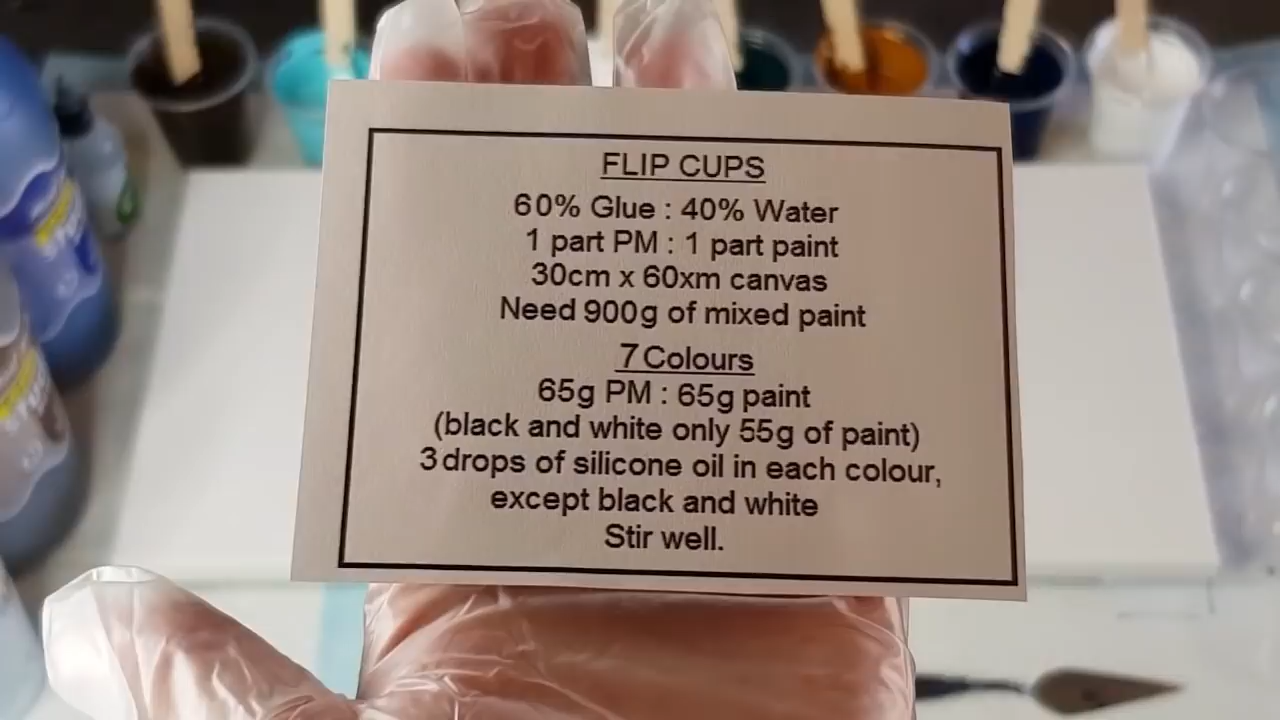 FLIP CUPS
60% Glue : 40% Water
1 part PM : 1 part paint
30cm x 60xm canvas
Need 900g of mixed paint
7 Colours
65g PM : 65g paint
(black and white only 55g of paint)
3 drops of silicone oil in each colour,
except black and white
Stir well.